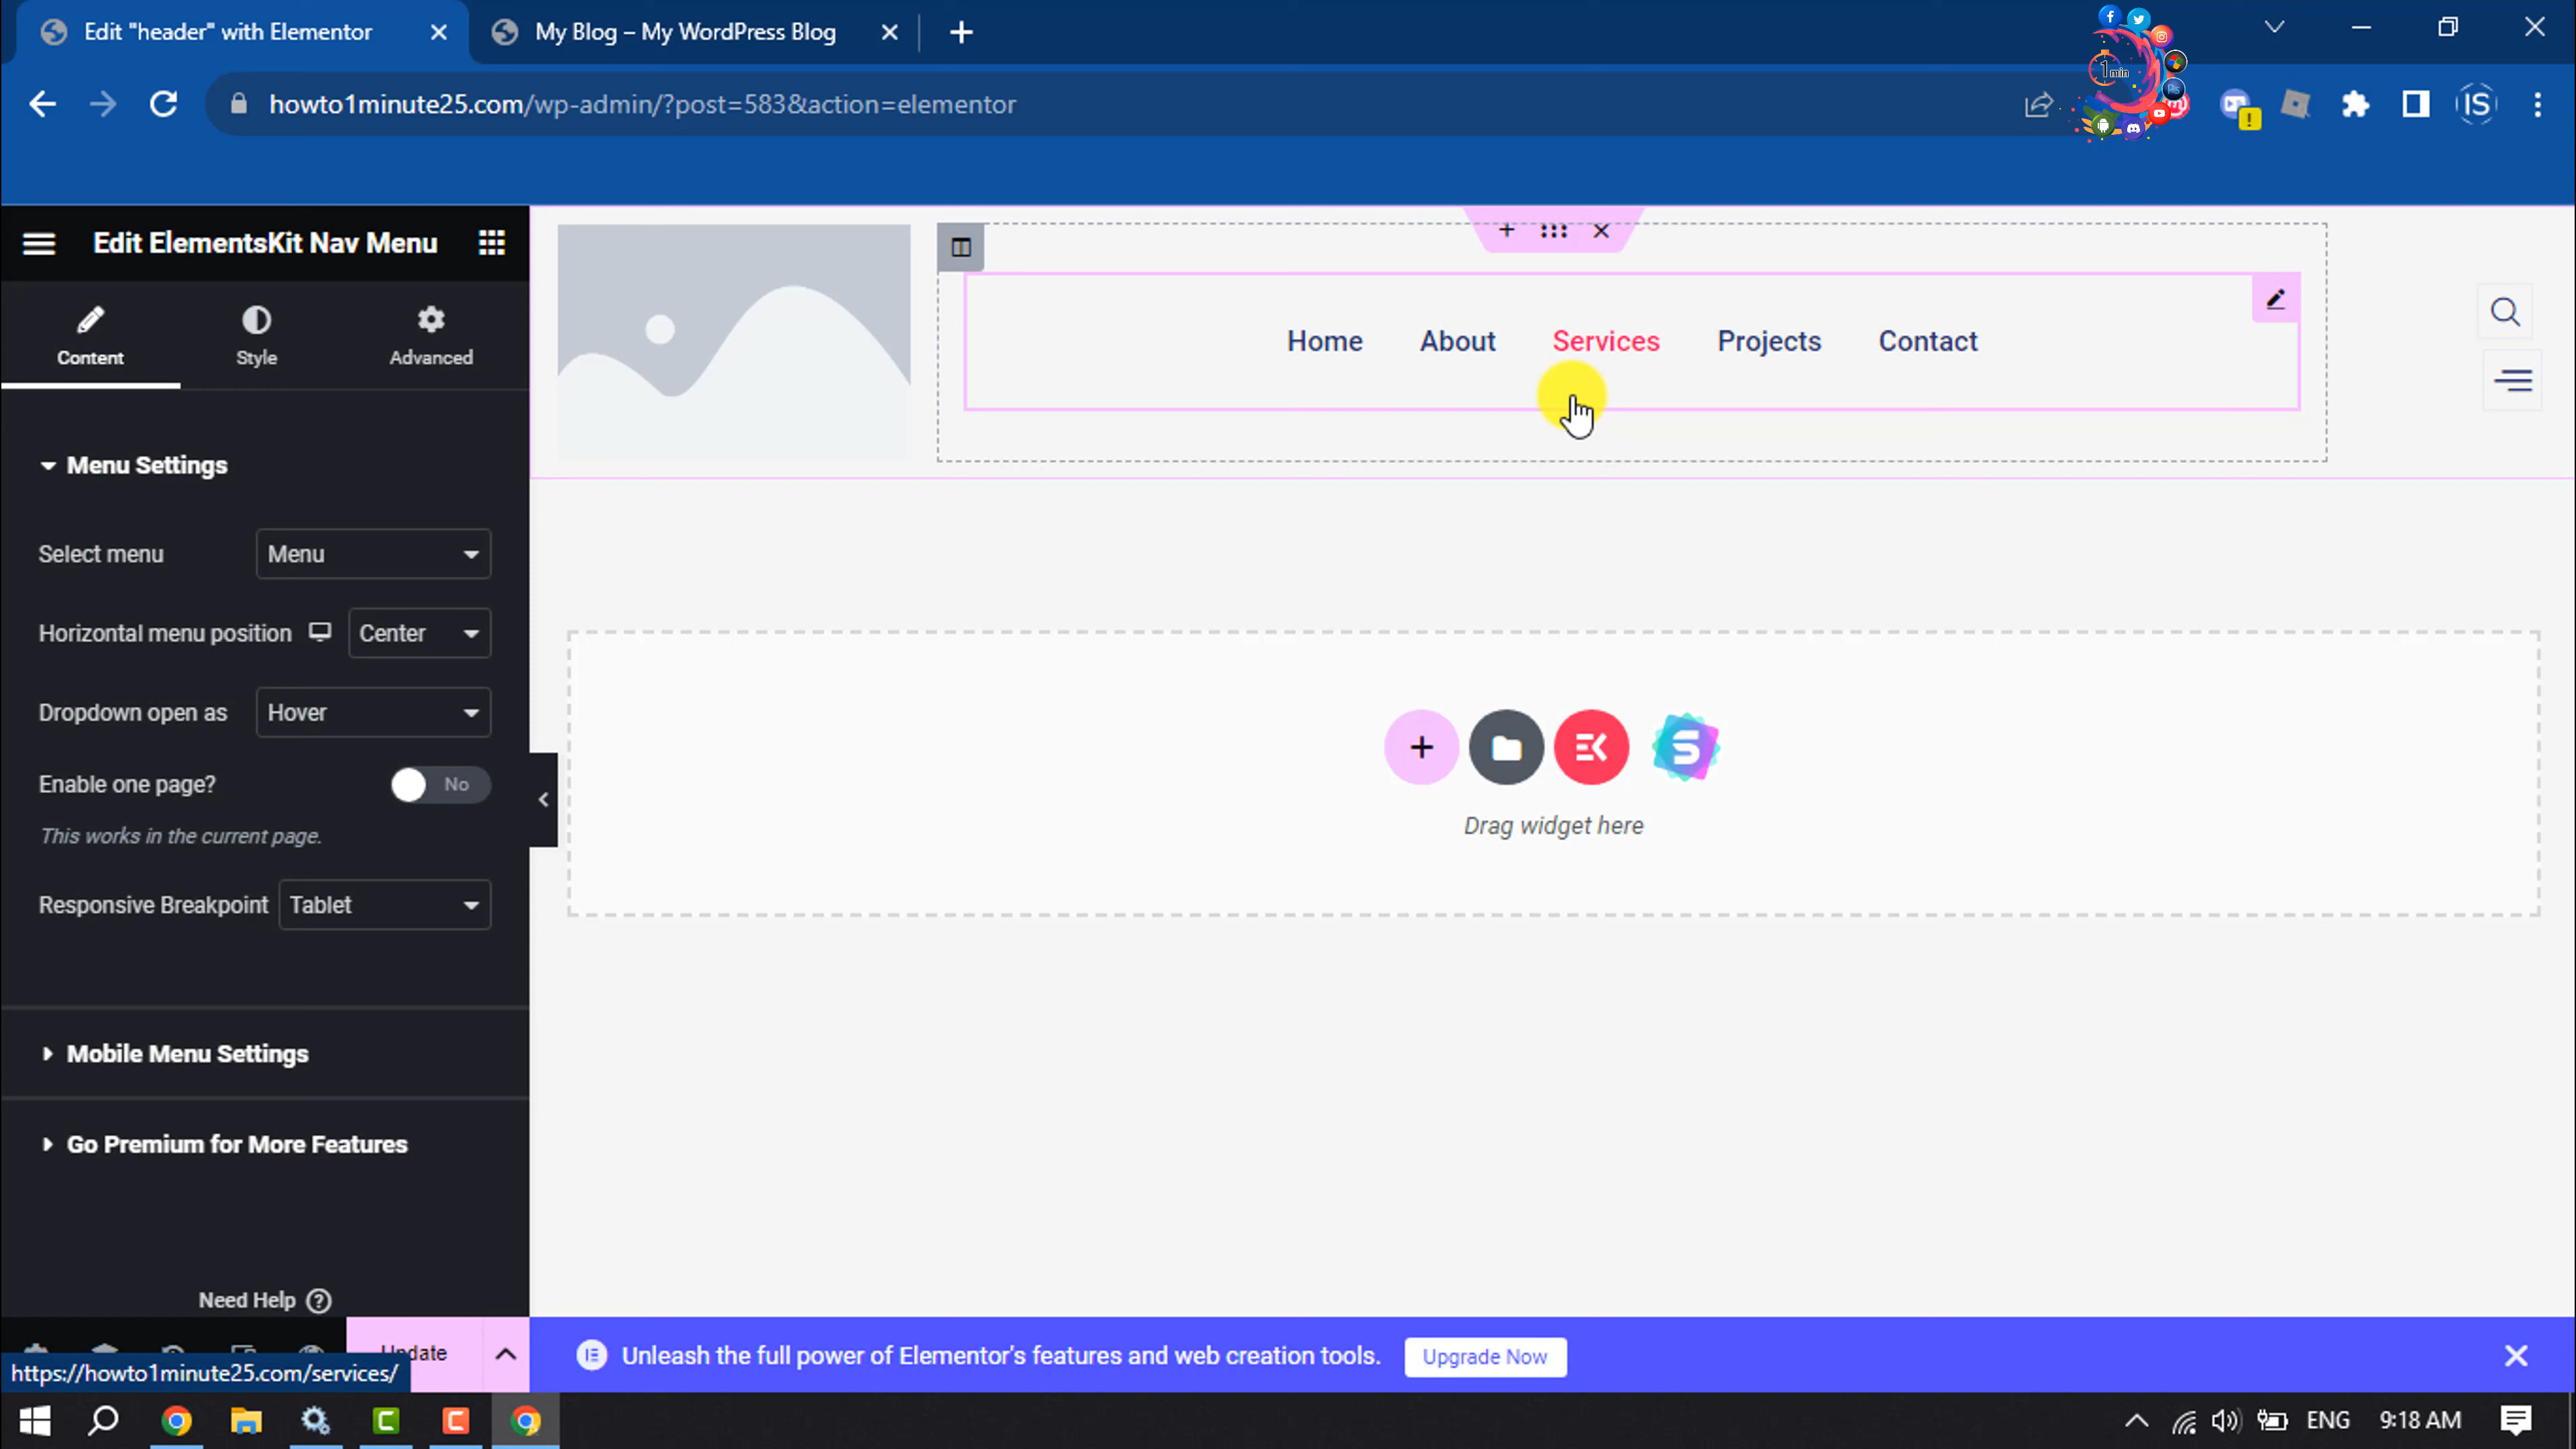 Edit "header" with Elementor
My Blog – My WordPress Blog
1 min
howto1minute25.com/wp-admin/?post=583&action=elementor
IS
Edit ElementsKit Nav Menu
Content
Style
Advanced
Home
About
Services
Projects
Contact
Menu Settings
Select menu
Menu
Horizontal menu position
Center
Dropdown open as
Hover
Enable one page?
No
This works in the current page.
Responsive Breakpoint
Tablet
Drag widget here
Mobile Menu Settings
Go Premium for More Features
Need Help
Update
Unleash the full power of Elementor's features and web creation tools.
Upgrade Now
https://howto1minute25.com/services/
ENG
9:18 AM